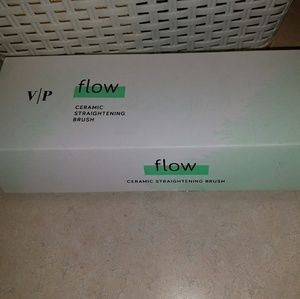 V/P
flow
CERAMIC
STRAIGHTENING
BRUSH
flow
CERAMIC STRAIGHTENING BRUSH